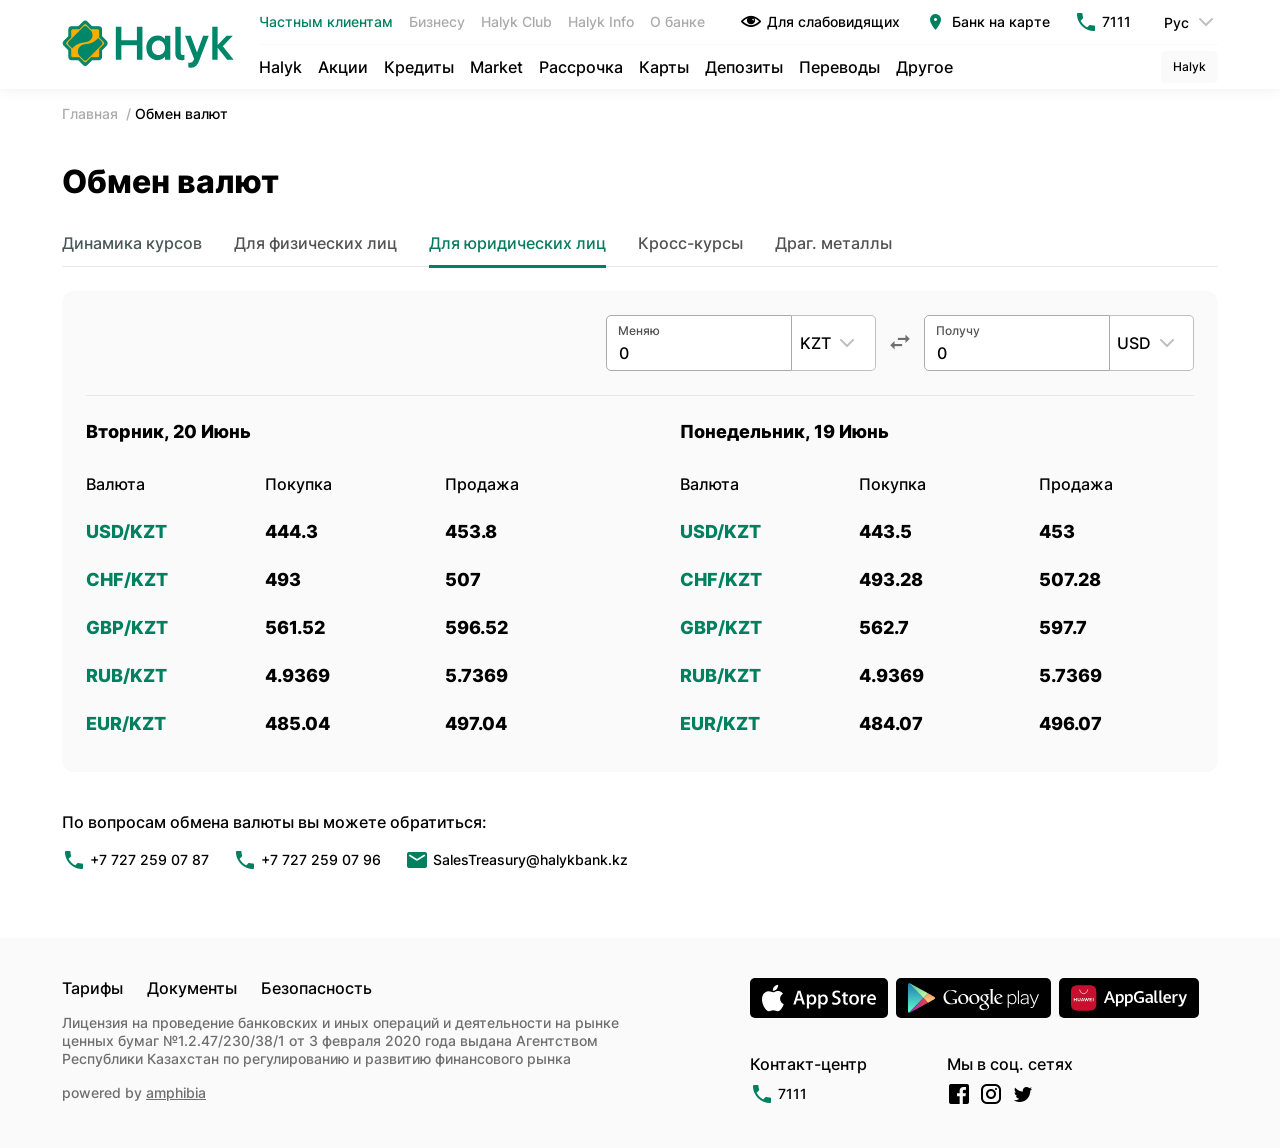 Halyk
Частным клиентам Бизнесу Halyk Club Halyk Info О банке Для слабовидящих Банк на карте 7111 Рус
Halyk Акции Кредиты Market Рассрочка Карты Депозиты Переводы Другое Halyk
Главная / Обмен валют
Обмен валют
Динамика курсов Для физических лиц Для юридических лиц Кросс-курсы Драг. металлы
Меняю Получу
0 KZT 0 USD
Вторник, 20 Июнь Понедельник, 19 Июнь
Валюта Покупка Продажа Валюта Покупка Продажа
USD/KZT 444.3 453.8 USD/KZT 443.5 453
CHF/KZT 493 507 CHF/KZT 493.28 507.28
GBP/KZT 561.52 596.52 GBP/KZT 562.7 597.7
RUB/KZT 4.9369 5.7369 RUB/KZT 4.9369 5.7369
EUR/KZT 485.04 497.04 EUR/KZT 484.07 496.07
По вопросам обмена валюты вы можете обратиться:
+7 727 259 07 87 +7 727 259 07 96 SalesTreasury@halykbank.kz
Тарифы Документы Безопасность
Лицензия на проведение банковских и иных операций и деятельности на рынке
ценных бумаг №1.2.47/230/38/1 от 3 февраля 2020 года выдана Агентством
Республики Казахстан по регулированию и развитию финансового рынка
powered by amphibia
App Store Google play HUAWEI AppGallery
Контакт-центр Мы в соц. сетях
7111